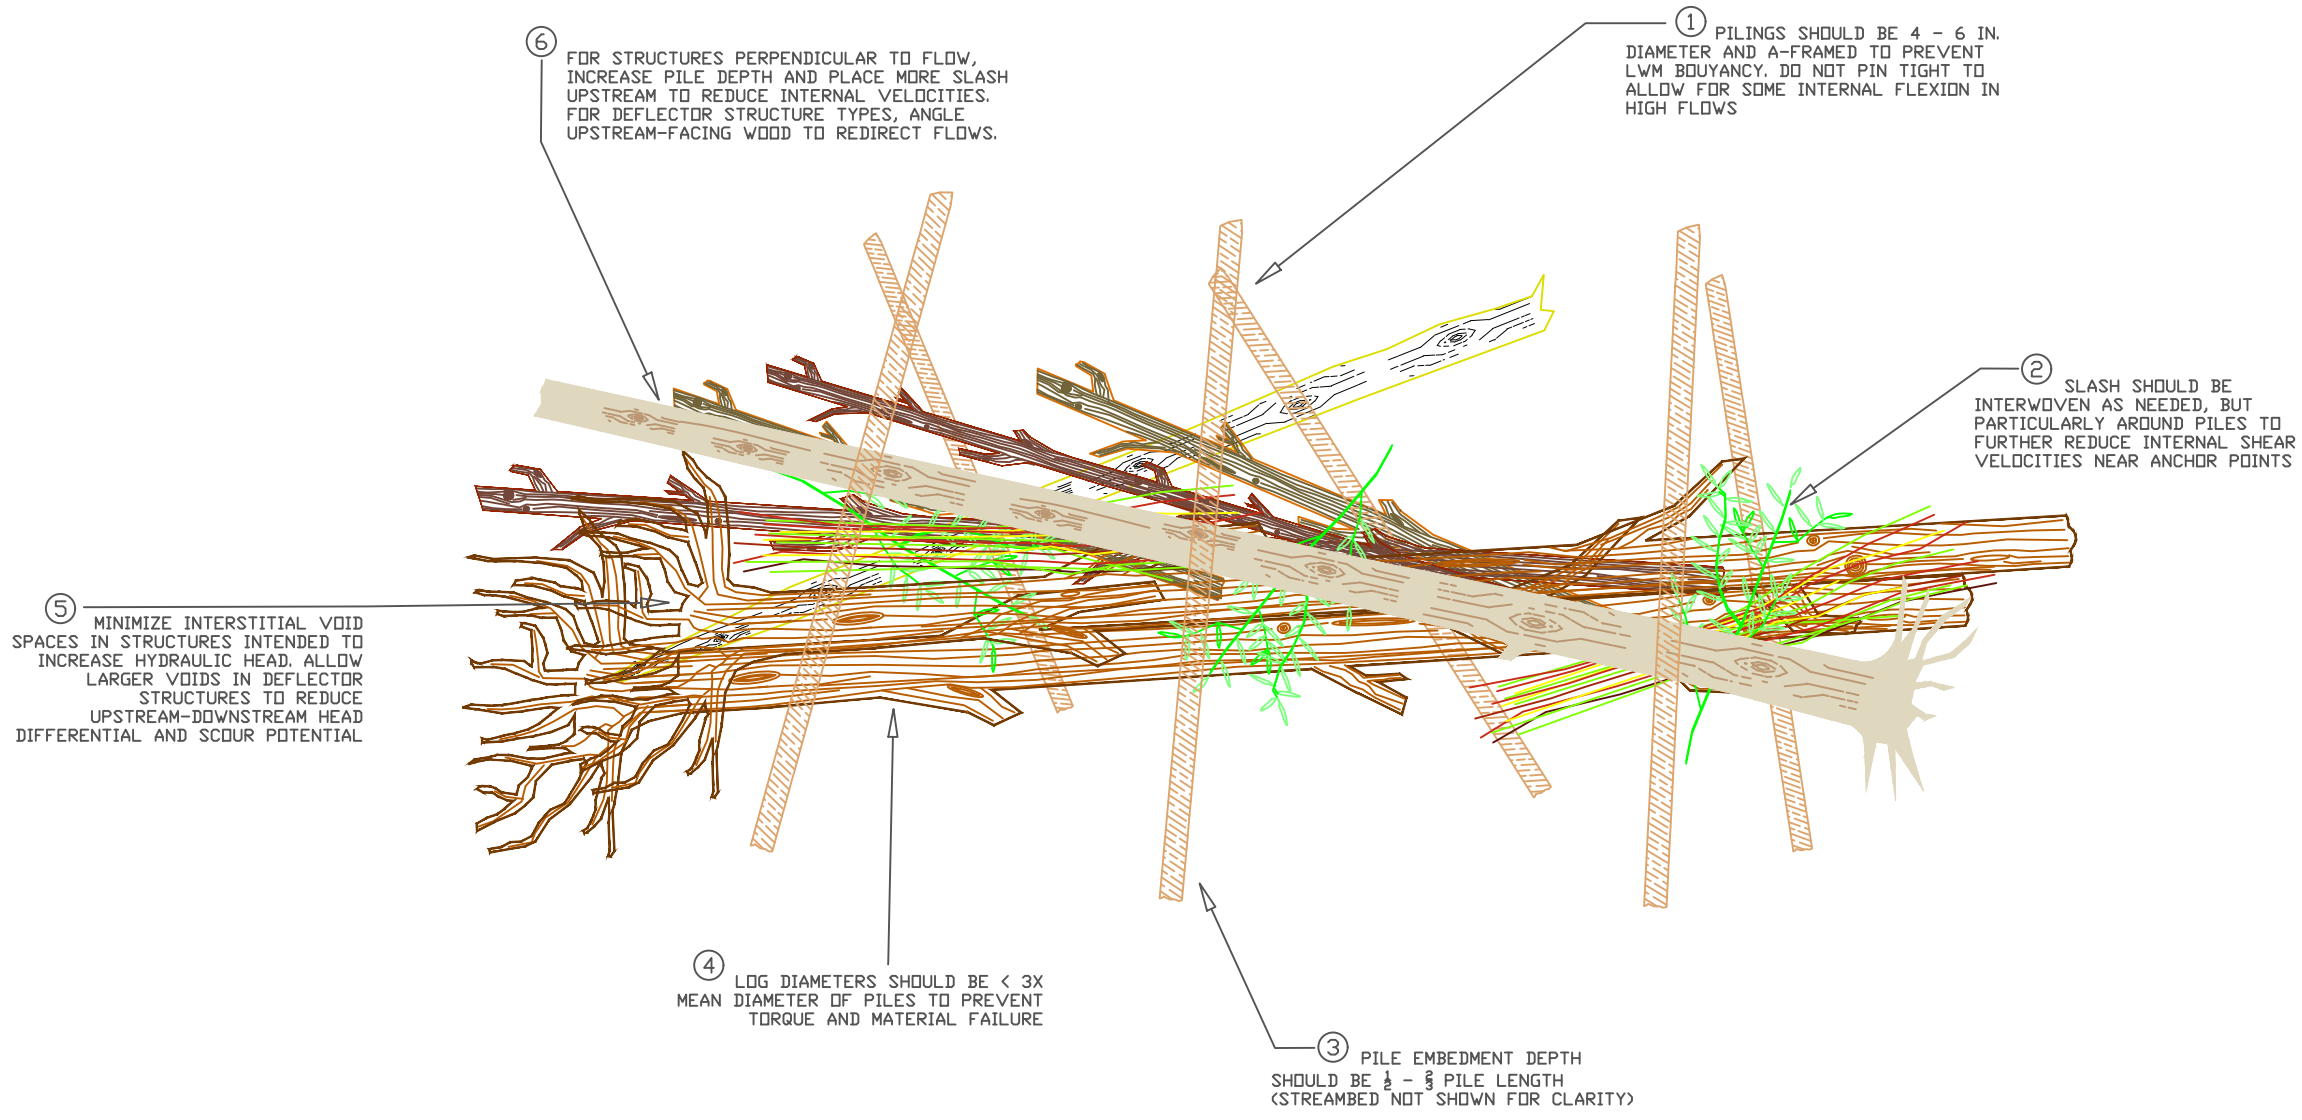 1 PILINGS SHOULD BE 4 - 6 IN.
DIAMETER AND A-FRAMED TO PREVENT
LWM BOUYANCY. DO NOT PIN TIGHT TO
ALLOW FOR SOME INTERNAL FLEXION IN
HIGH FLOWS
2 SLASH SHOULD BE
INTERWOVEN AS NEEDED, BUT
PARTICULARLY AROUND PILES TO
FURTHER REDUCE INTERNAL SHEAR
VELOCITIES NEAR ANCHOR POINTS
3 PILE EMBEDMENT DEPTH
SHOULD BE 1/2 - 2/3 PILE LENGTH
(STREAMBED NOT SHOWN FOR CLARITY)
4 LOG DIAMETERS SHOULD BE < 3X
MEAN DIAMETER OF PILES TO PREVENT
TORQUE AND MATERIAL FAILURE
5 MINIMIZE INTERSTITIAL VOID
SPACES IN STRUCTURES INTENDED TO
INCREASE HYDRAULIC HEAD. ALLOW
LARGER VOIDS IN DEFLECTOR
STRUCTURES TO REDUCE
UPSTREAM-DOWNSTREAM HEAD
DIFFERENTIAL AND SCOUR POTENTIAL
6 FOR STRUCTURES PERPENDICULAR TO FLOW,
INCREASE PILE DEPTH AND PLACE MORE SLASH
UPSTREAM TO REDUCE INTERNAL VELOCITIES.
FOR DEFLECTOR STRUCTURE TYPES, ANGLE
UPSTREAM-FACING WOOD TO REDIRECT FLOWS.